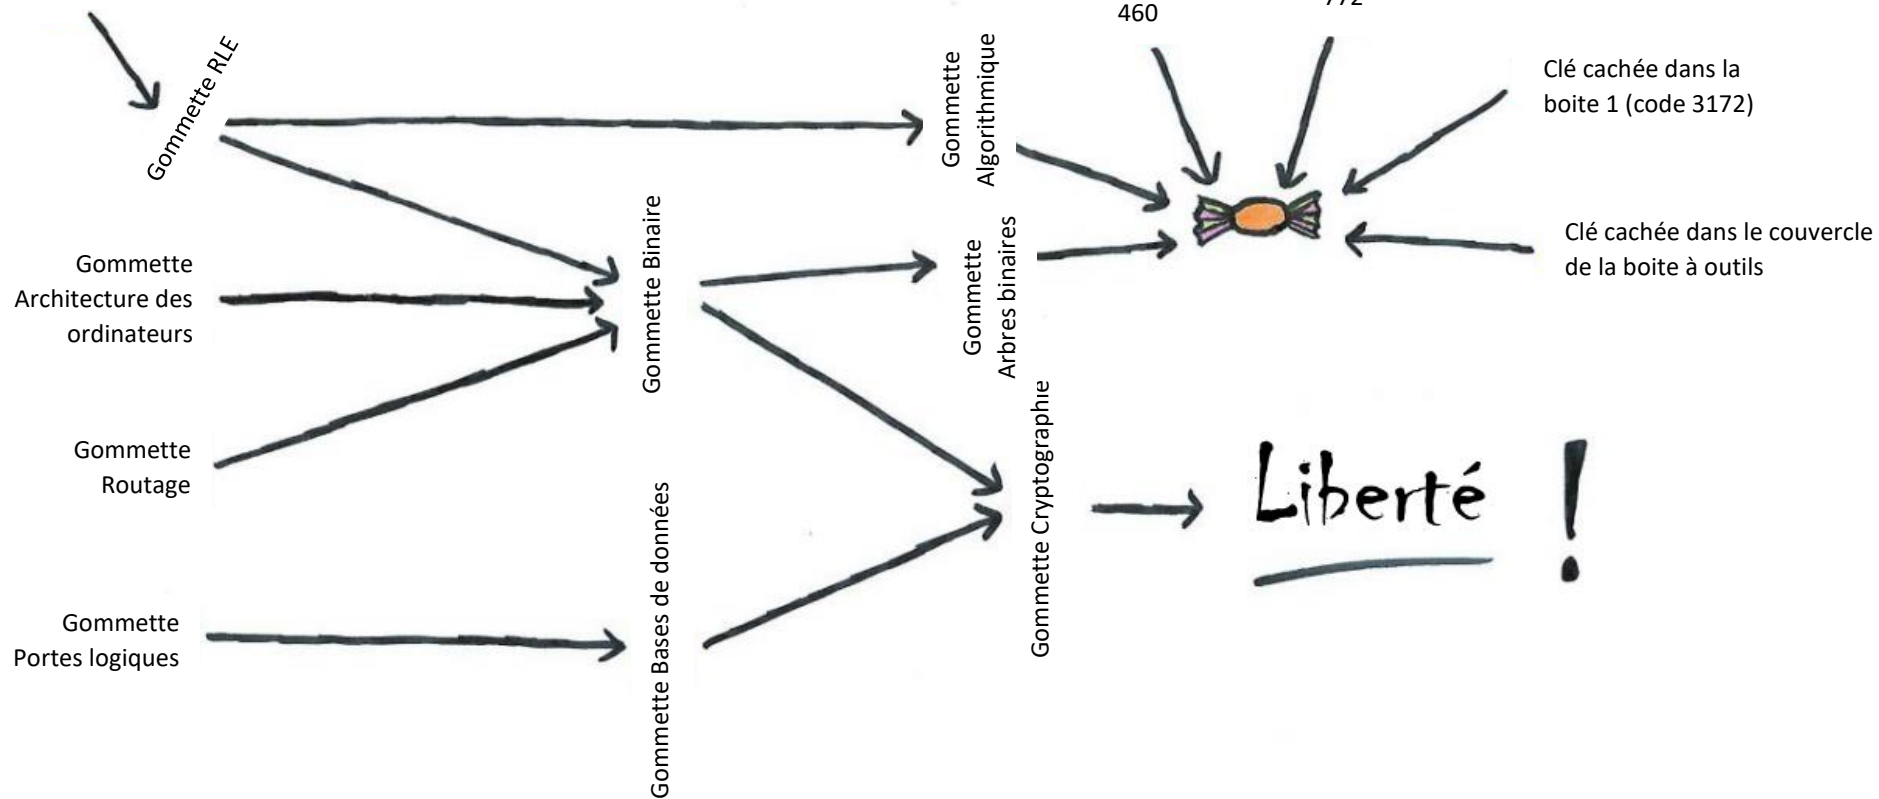 460
772
Gommette RLE
Gommette
Algorithmique
Clé cachée dans la
boite 1 (code 3172)
Gommette
Architecture des
ordinateurs
Gommette Binaire
Gommette
Arbres binaires
Clé cachée dans le couvercle
de la boite à outils
Gommette
Routage
Gommette Cryptographie
Liberté !
Gommette
Portes logiques
Gommette Bases de données